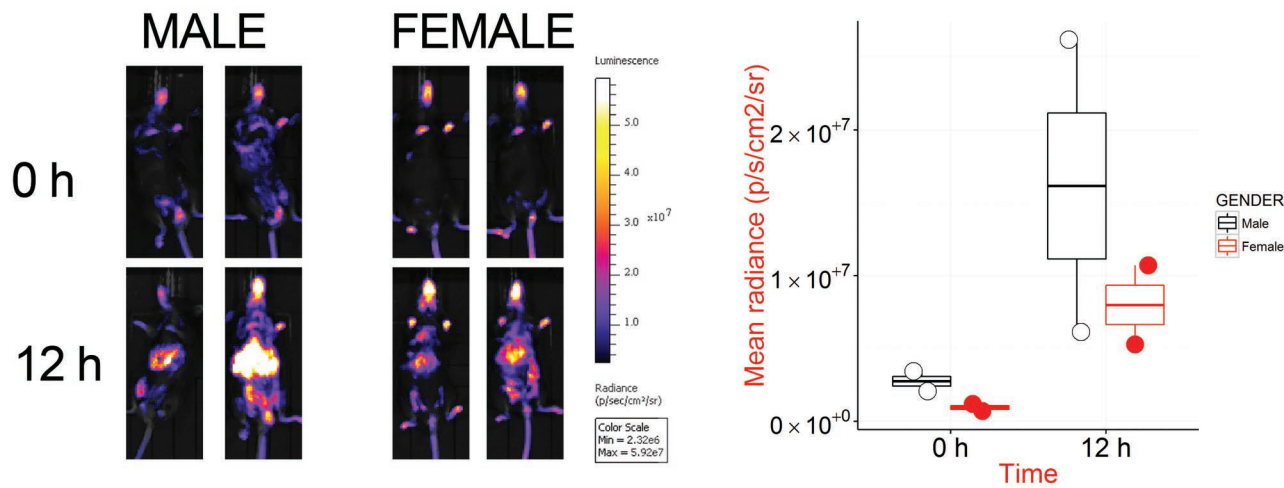 MALE
FEMALE
0 h
12 h
Luminescence
5.0
4.0
3.0
x10⁷
2.0
1.0
Radiance
(p/sec/cm²/sr)
Color Scale
Min = 2.32e6
Max = 5.92e7
Mean radiance (p/s/cm2/sr)
2 × 10⁺⁷
1 × 10⁺⁷
0 × 10⁺⁰
0 h
12 h
Time
GENDER
Male
Female